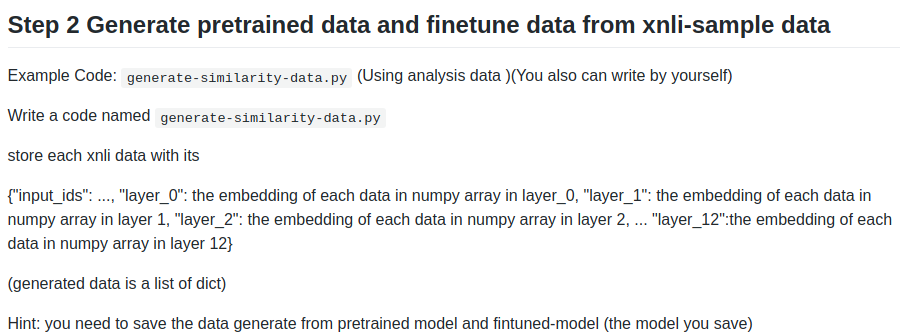 Step 2 Generate pretrained data and finetune data from xnli-sample data
Example Code: generate-similarity-data.py (Using analysis data )(You also can write by yourself)
Write a code named generate-similarity-data.py
store each xnli data with its
{"input_ids": ..., "layer_0": the embedding of each data in numpy array in layer_0, "layer_1": the embedding of each data in
numpy array in layer 1, "layer_2": the embedding of each data in numpy array in layer 2, ... "layer_12":the embedding of each
data in numpy array in layer 12}
(generated data is a list of dict)
Hint: you need to save the data generate from pretrained model and fintuned-model (the model you save)